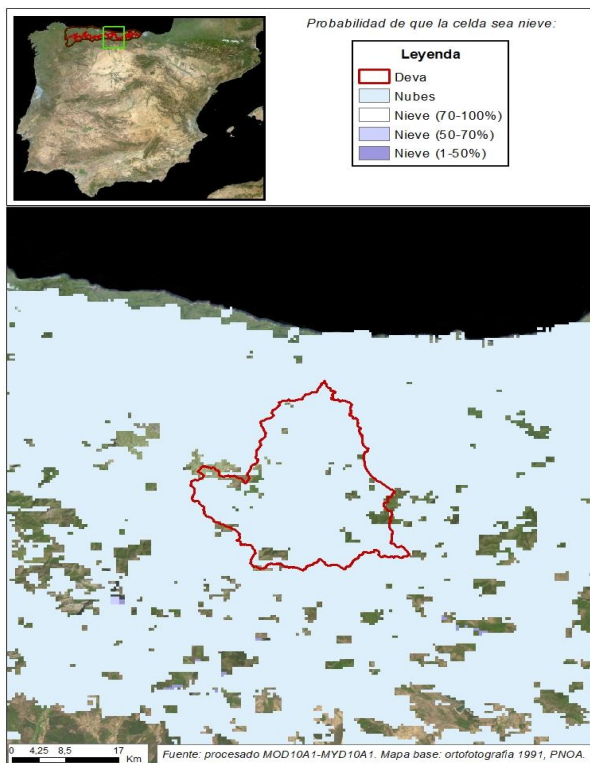 Probabilidad de que la celda sea nieve:
Leyenda
Deva
Nubes
Nieve (70-100%)
Nieve (50-70%)
Nieve (1-50%)
0 4,25 8,5 17
Km
Fuente: procesado MOD10A1-MYD10A1. Mapa base: ortofotografía 1991, PNOA.